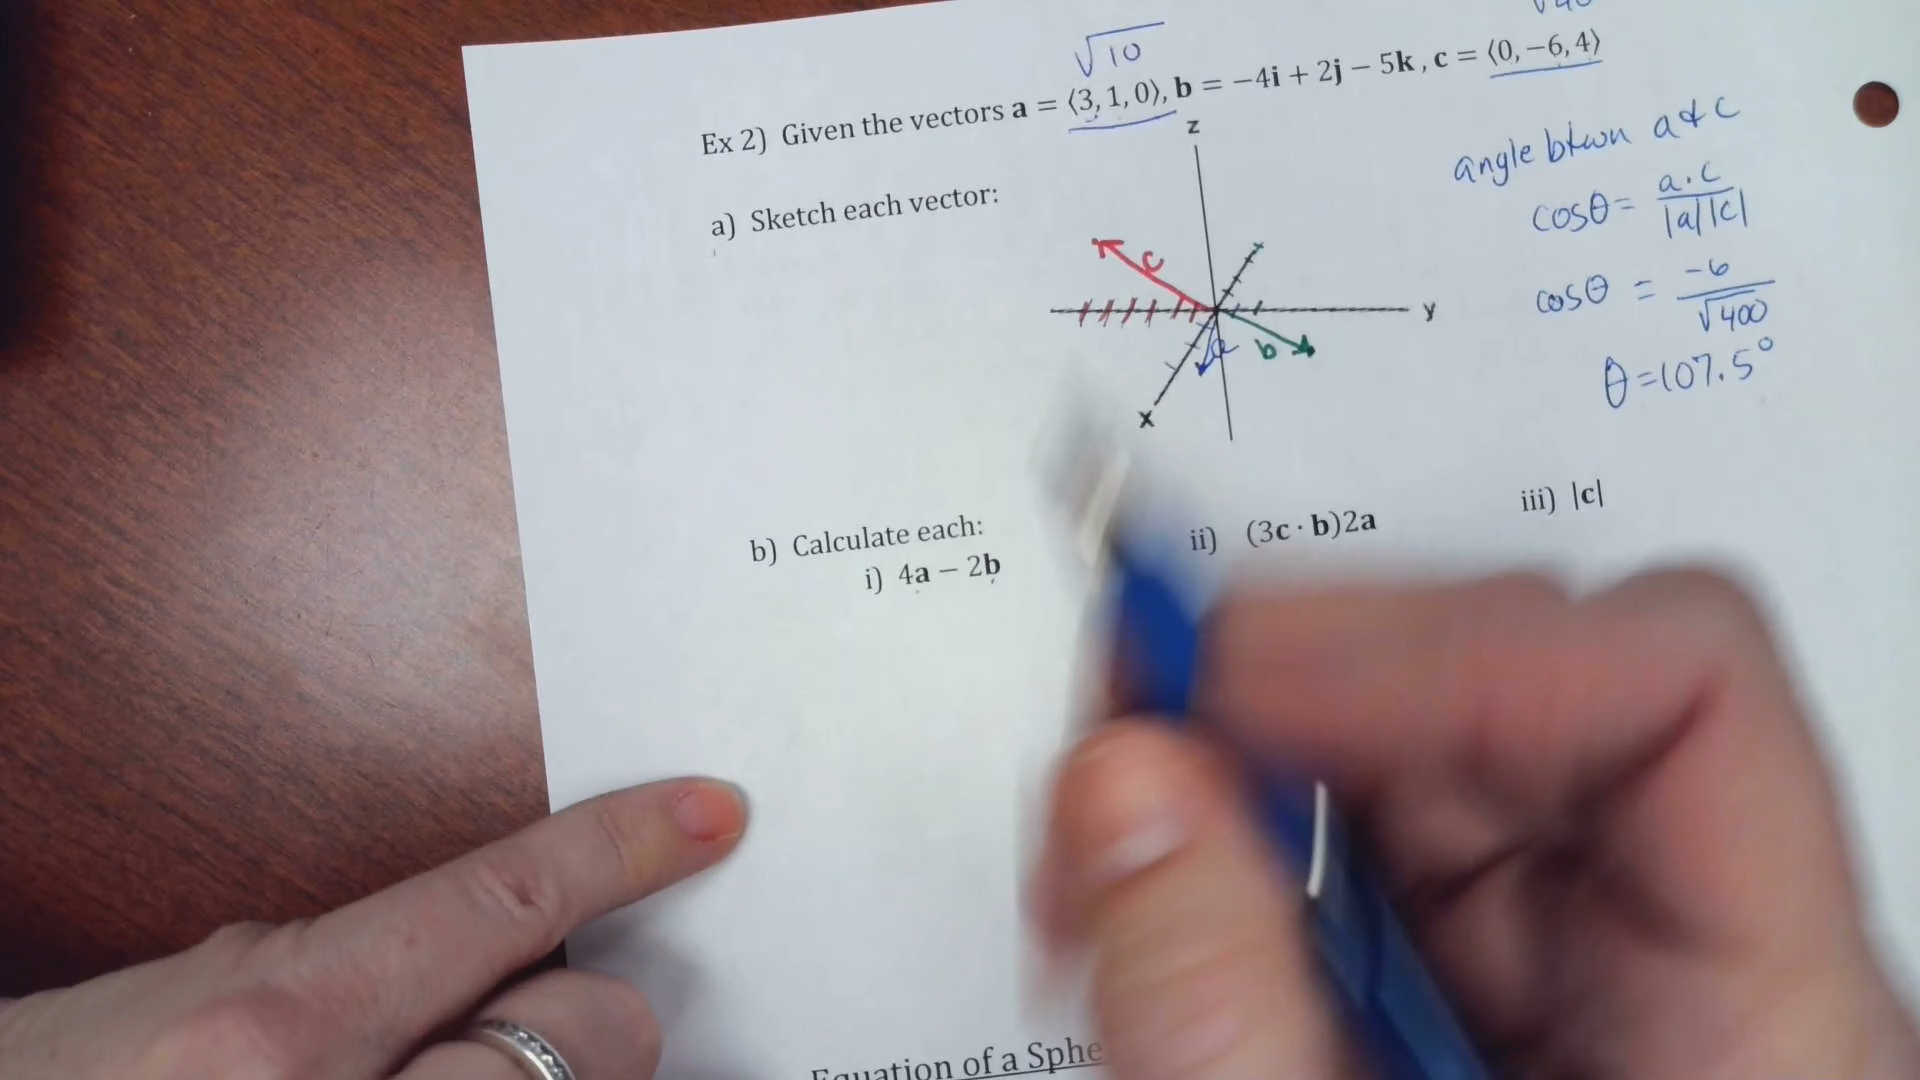 √10
Ex 2) Given the vectors a = ⟨3, 1, 0⟩, b = −4i + 2j − 5k , c = ⟨0, −6, 4⟩
a) Sketch each vector:
z
c
y
a
b
x
angle btwn a & c
cosθ = a·c / |a||c|
cosθ = −6 / √400
θ = 107.5°
b) Calculate each:
i) 4a − 2b
ii) (3c · b)2a
iii) |c|
Equation of a Sphe